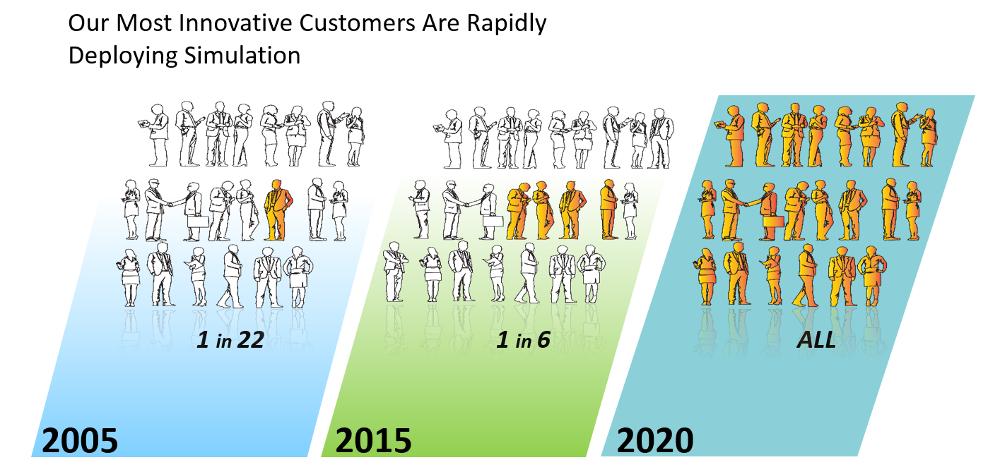 Our Most Innovative Customers Are Rapidly
Deploying Simulation
1 in 22
1 in 6
ALL
2005
2015
2020